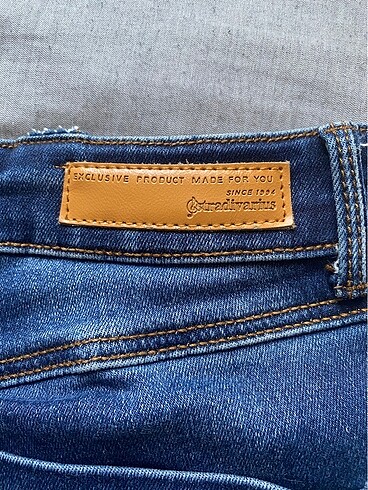 EXCLUSIVE PRODUCT MADE FOR YOU
SINCE 1994
stradivarius